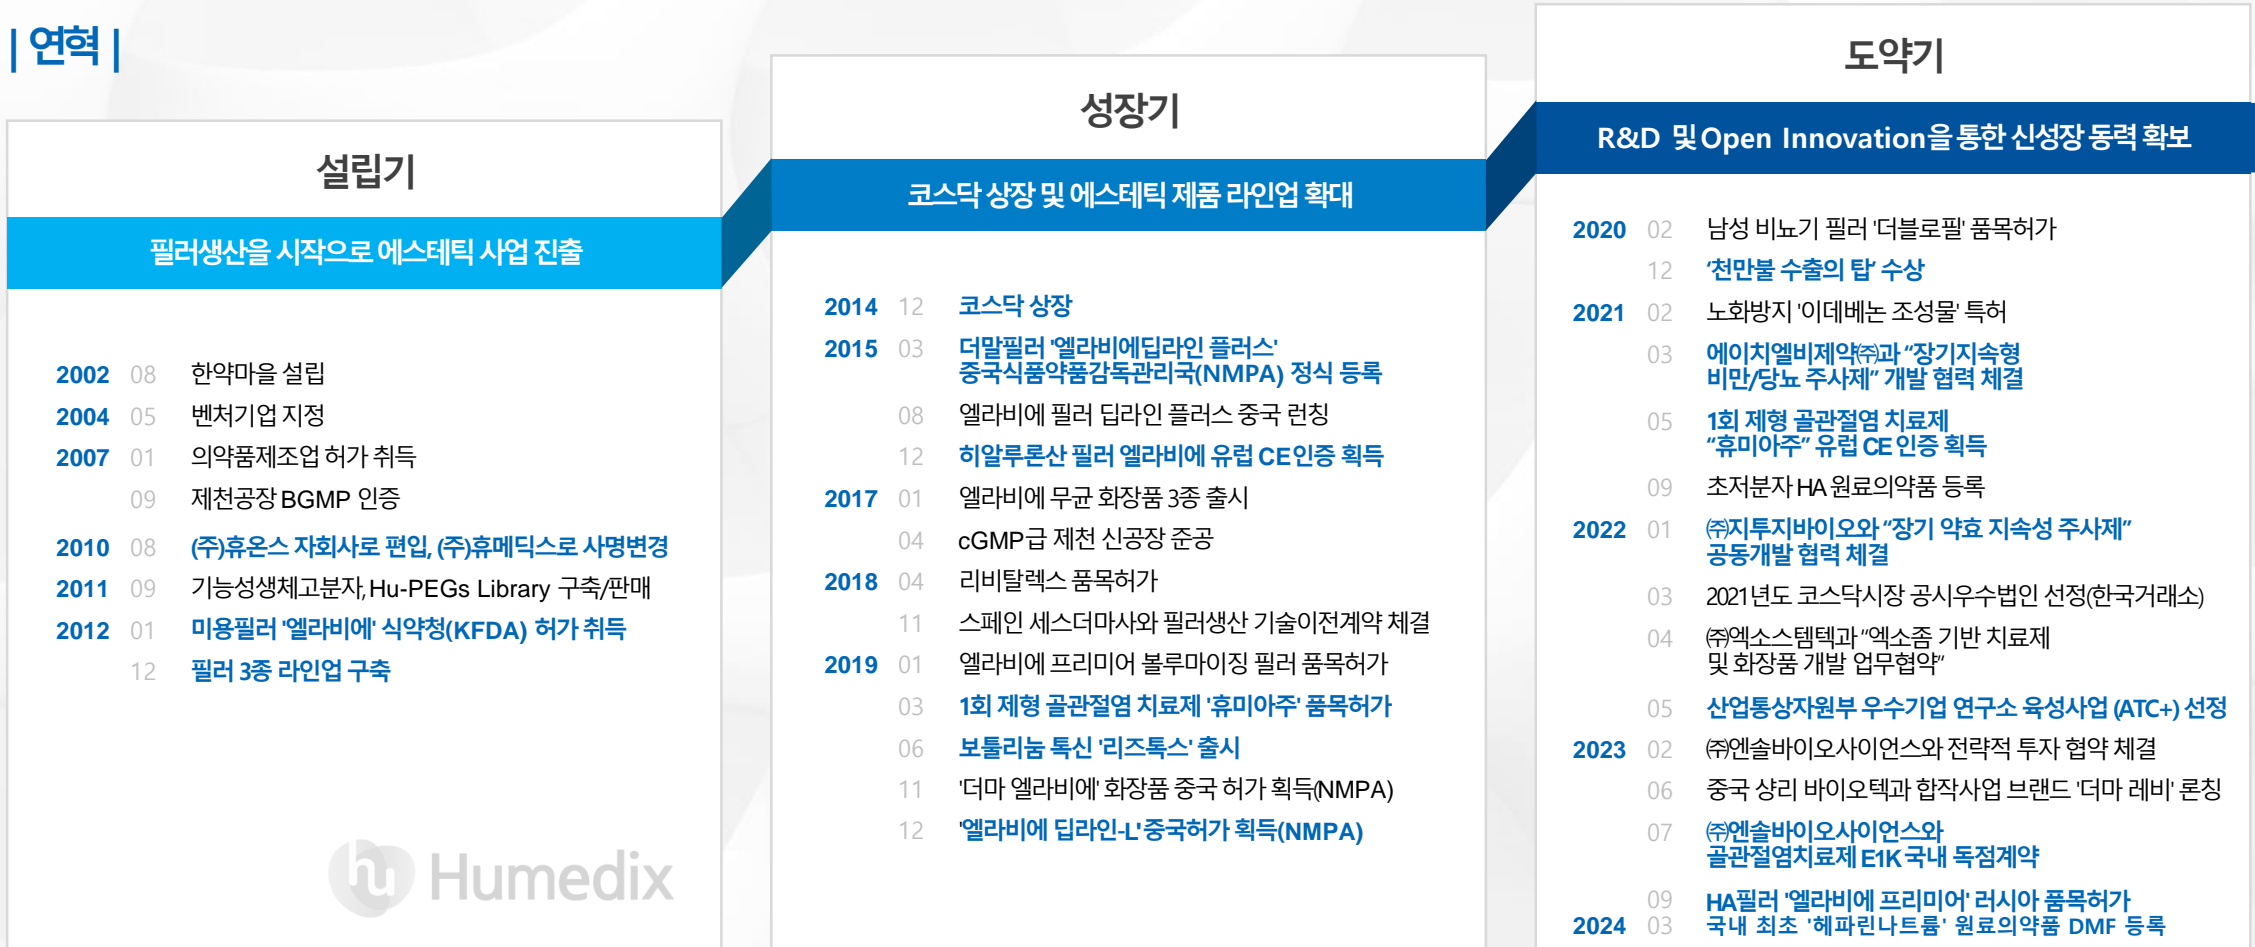 | 연혁 |
설립기
필러생산을 시작으로 에스테틱 사업 진출
2002 08 한약마을 설립
2004 05 벤처기업 지정
2007 01 의약품제조업 허가 취득
09 제천공장 BGMP 인증
2010 08 (주)휴온스 자회사로 편입, (주)휴메딕스로 사명변경
2011 09 기능성생체고분자, Hu-PEGs Library 구축/판매
2012 01 미용필러 '엘라비에' 식약청(KFDA) 허가 취득
12 필러 3종 라인업 구축
hu Humedix
성장기
코스닥 상장 및 에스테틱 제품 라인업 확대
2014 12 코스닥 상장
2015 03 더말필러 '엘라비에딥라인 플러스'
중국식품약품감독관리국(NMPA) 정식 등록
08 엘라비에 필러 딥라인 플러스 중국 런칭
12 히알루론산 필러 엘라비에 유럽 CE인증 획득
2017 01 엘라비에 무균 화장품 3종 출시
04 cGMP급 제천 신공장 준공
2018 04 리비탈렉스 품목허가
11 스페인 세스더마사와 필러생산 기술이전계약 체결
2019 01 엘라비에 프리미어 볼루마이징 필러 품목허가
03 1회 제형 골관절염 치료제 '휴미아주' 품목허가
06 보툴리눔 톡신 '리즈톡스' 출시
11 '더마 엘라비에' 화장품 중국 허가 획득(NMPA)
12 '엘라비에 딥라인-L' 중국허가 획득(NMPA)
도약기
R&D 및 Open Innovation을 통한 신성장 동력 확보
2020 02 남성 비뇨기 필러 '더블로필' 품목허가
12 ‘천만불 수출의 탑’ 수상
2021 02 노화방지 '이데베논 조성물' 특허
03 에이치엘비제약㈜과 “장기지속형
비만/당뇨 주사제” 개발 협력 체결
05 1회 제형 골관절염 치료제
“휴미아주” 유럽 CE 인증 획득
09 초저분자 HA 원료의약품 등록
2022 01 ㈜지투지바이오와 “장기 약효 지속성 주사제”
공동개발 협력 체결
03 2021년도 코스닥시장 공시우수법인 선정(한국거래소)
04 ㈜엑소스템텍과 “엑소좀 기반 치료제
및 화장품 개발 업무협약”
05 산업통상자원부 우수기업 연구소 육성사업 (ATC+) 선정
2023 02 ㈜엔솔바이오사이언스와 전략적 투자 협약 체결
06 중국 샹리 바이오텍과 합작사업 브랜드 '더마 레비' 론칭
07 ㈜엔솔바이오사이언스와
골관절염치료제 E1K 국내 독점계약
09 HA필러 '엘라비에 프리미어' 러시아 품목허가
2024 03 국내 최초 '헤파린나트륨' 원료의약품 DMF 등록